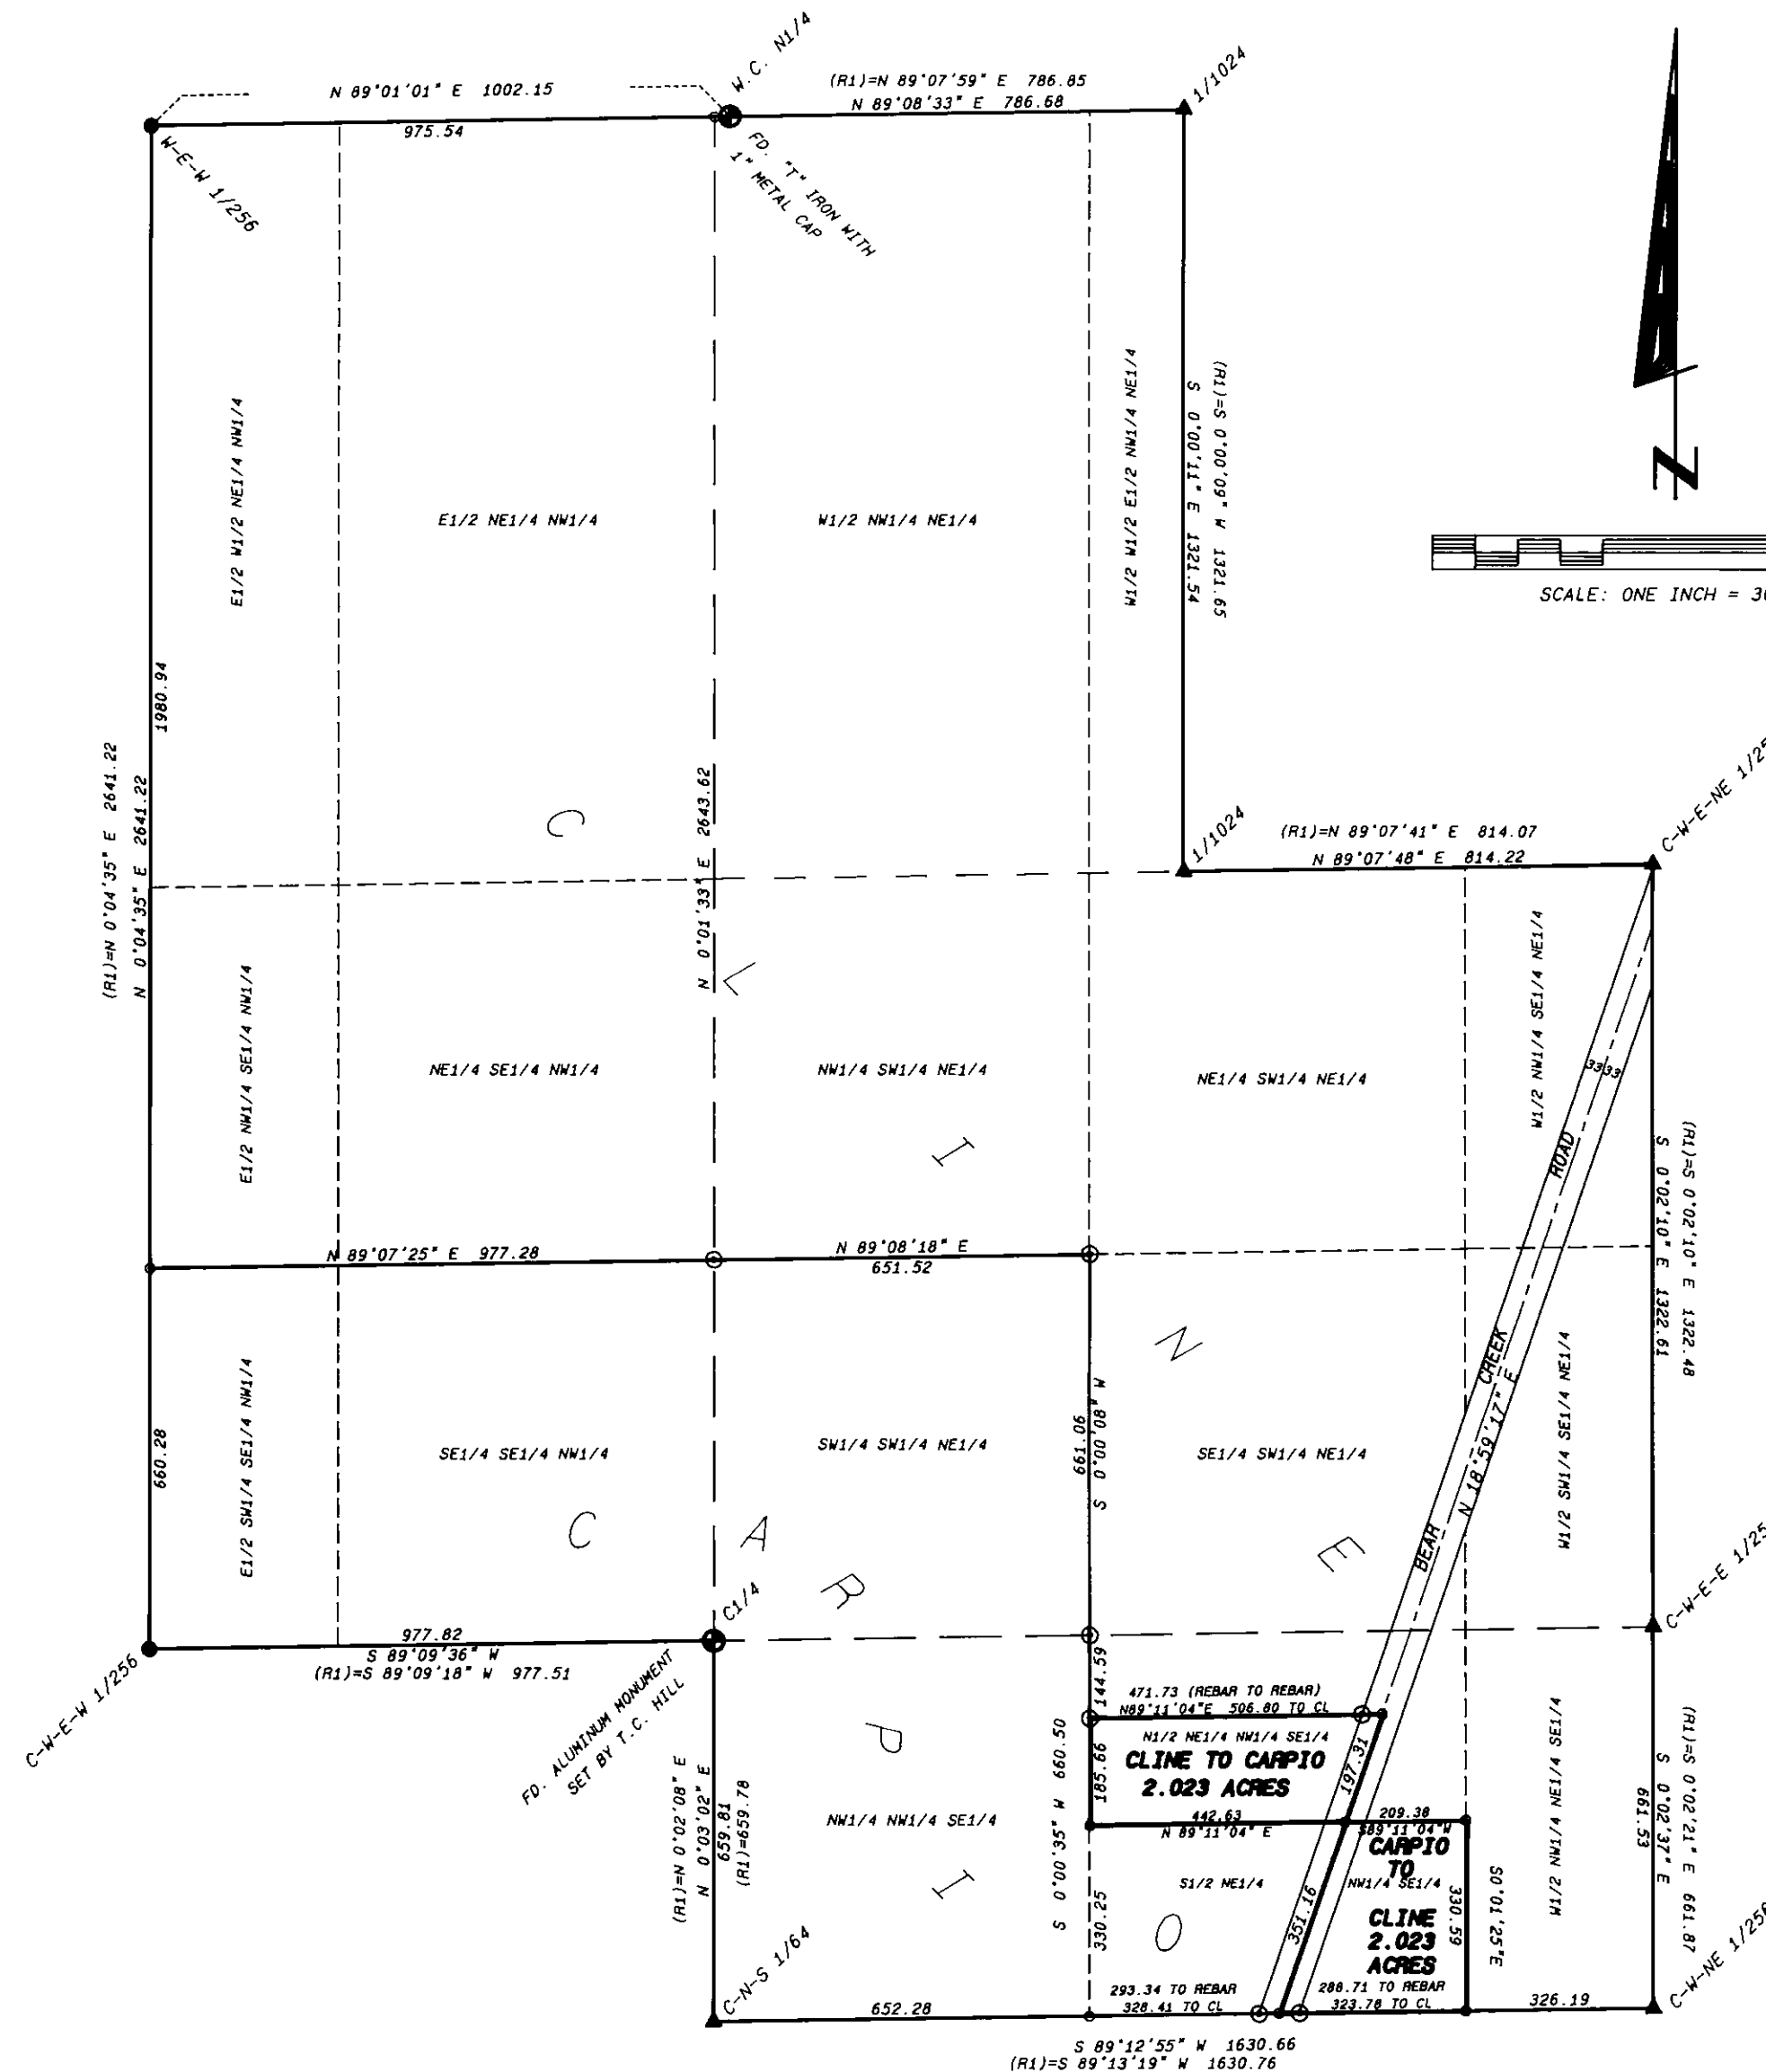 W.C. N1/4
N 89°01'01" E 1002.15
(R1)=N 89°07'59" E 786.85
N 89°08'33" E 786.68
1/1024
975.54
W-E-W 1/256
FD. "T" IRON WITH
1" METAL CAP
E1/2 W1/2 NE1/4 NW1/4
E1/2 NE1/4 NW1/4
W1/2 NW1/4 NE1/4
W1/2 W1/2 E1/2 NW1/4 NE1/4
S 0°00'11" E 1321.54
(R1)=S 0°00'09" W 1321.65
N
SCALE: ONE INCH =
1980.94
(R1)=N 0°04'35" E 2641.22
N 0°04'35" E 2641.22
N 0°01'33" E 2643.62
1/1024
(R1)=N 89°07'41" E 814.07
N 89°07'48" E 814.22
C-W-E-NE
C L I N E
E1/2 NW1/4 SE1/4 NW1/4
NE1/4 SE1/4 NW1/4
NW1/4 SW1/4 NE1/4
NE1/4 SW1/4 NE1/4
W1/2 NW1/4 SE1/4 NE1/4
33 33
BEAR CREEK ROAD
N 18°59'17" E
S 0°02'10" E 1322.61
(R1)=S 0°02'10" E 1322.48
N 89°07'25" E 977.28
N 89°08'18" E
651.52
660.28
E1/2 SW1/4 SE1/4 NW1/4
SE1/4 SE1/4 NW1/4
SW1/4 SW1/4 NE1/4
661.06
S 0°00'08" W
SE1/4 SW1/4 NE1/4
W1/2 SW1/4 SE1/4 NE1/4
C A R P I O
C1/4
C-W-E-E
C-W-E-W 1/256
977.82
S 89°09'36" W
(R1)=S 89°09'18" W 977.51
FD. ALUMINUM MONUMENT
SET BY T.C. HILL
144.59
471.73 (REBAR TO REBAR)
N89°11'04"E 506.80 TO CL
N1/2 NE1/4 NW1/4 SE1/4
CLINE TO CARPIO
2.023 ACRES
185.66
197.31
S 0°00'35" W 660.50
442.63
N 89°11'04" E
209.38
S89°11'04"W
CARPIO
TO
NW1/4 SE1/4
CLINE
2.023
ACRES
S1/2 NE1/4
NW1/4 NW1/4 SE1/4
(R1)=N 0°02'08" E
N 0°03'02" E
659.81
(R1)=659.78
330.25
351.16
330.59
S0°01'25"E
W1/2 NW1/4 NE1/4 SE1/4
S 0°02'37" E
661.53
(R1)=S 0°02'21" E 661.87
C-W-NE
C-N-S 1/64
652.28
293.34 TO REBAR
328.41 TO CL
288.71 TO REBAR
323.78 TO CL
326.19
S 89°12'55" W 1630.66
(R1)=S 89°13'19" W 1630.76